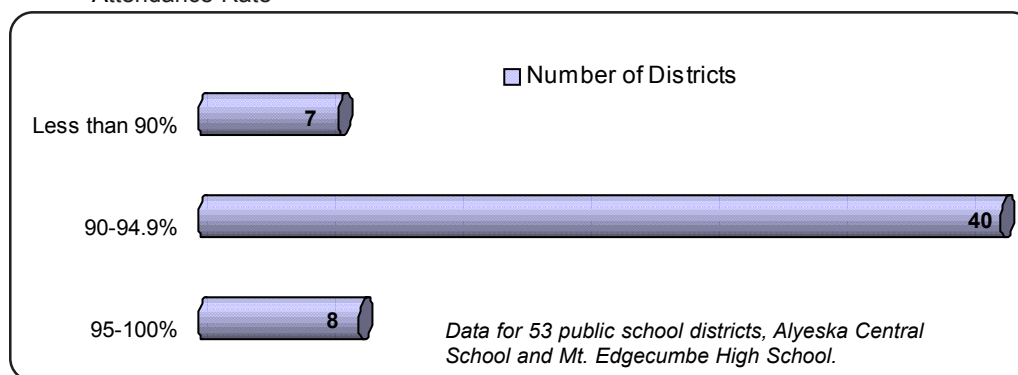 Attendance Rate
Number of Districts
Less than 90%
7
90-94.9%
40
95-100%
8
Data for 53 public school districts, Alyeska Central
School and Mt. Edgecumbe High School.